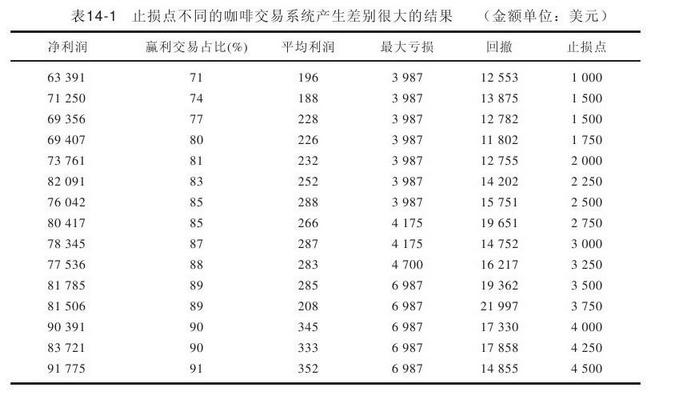 表14-1 止损点不同的咖啡交易系统产生差别很大的结果 （金额单位：美元）
净利润 赢利交易占比(%) 平均利润 最大亏损 回撤 止损点
63 391 71 196 3 987 12 553 1 000
71 250 74 188 3 987 13 875 1 500
69 356 77 228 3 987 12 782 1 500
69 407 80 226 3 987 11 802 1 750
73 761 81 232 3 987 12 755 2 000
82 091 83 252 3 987 14 202 2 250
76 042 85 288 3 987 15 751 2 500
80 417 85 266 4 175 19 651 2 750
78 345 87 287 4 175 14 752 3 000
77 536 88 283 4 700 16 217 3 250
81 785 89 285 6 987 19 362 3 500
81 506 89 208 6 987 21 997 3 750
90 391 90 345 6 987 17 330 4 000
83 721 90 333 6 987 17 858 4 250
91 775 91 352 6 987 14 855 4 500